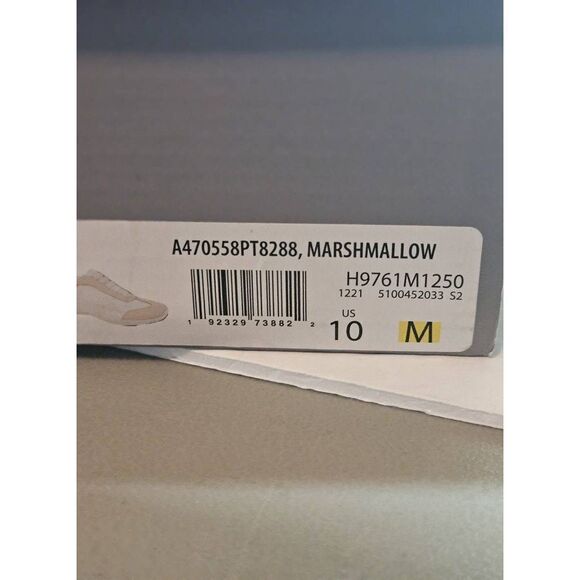 A470558PT8288, MARSHMALLOW
H9761M1250
1221 5100452033 S2
1 92329 73882 2
US
10 M